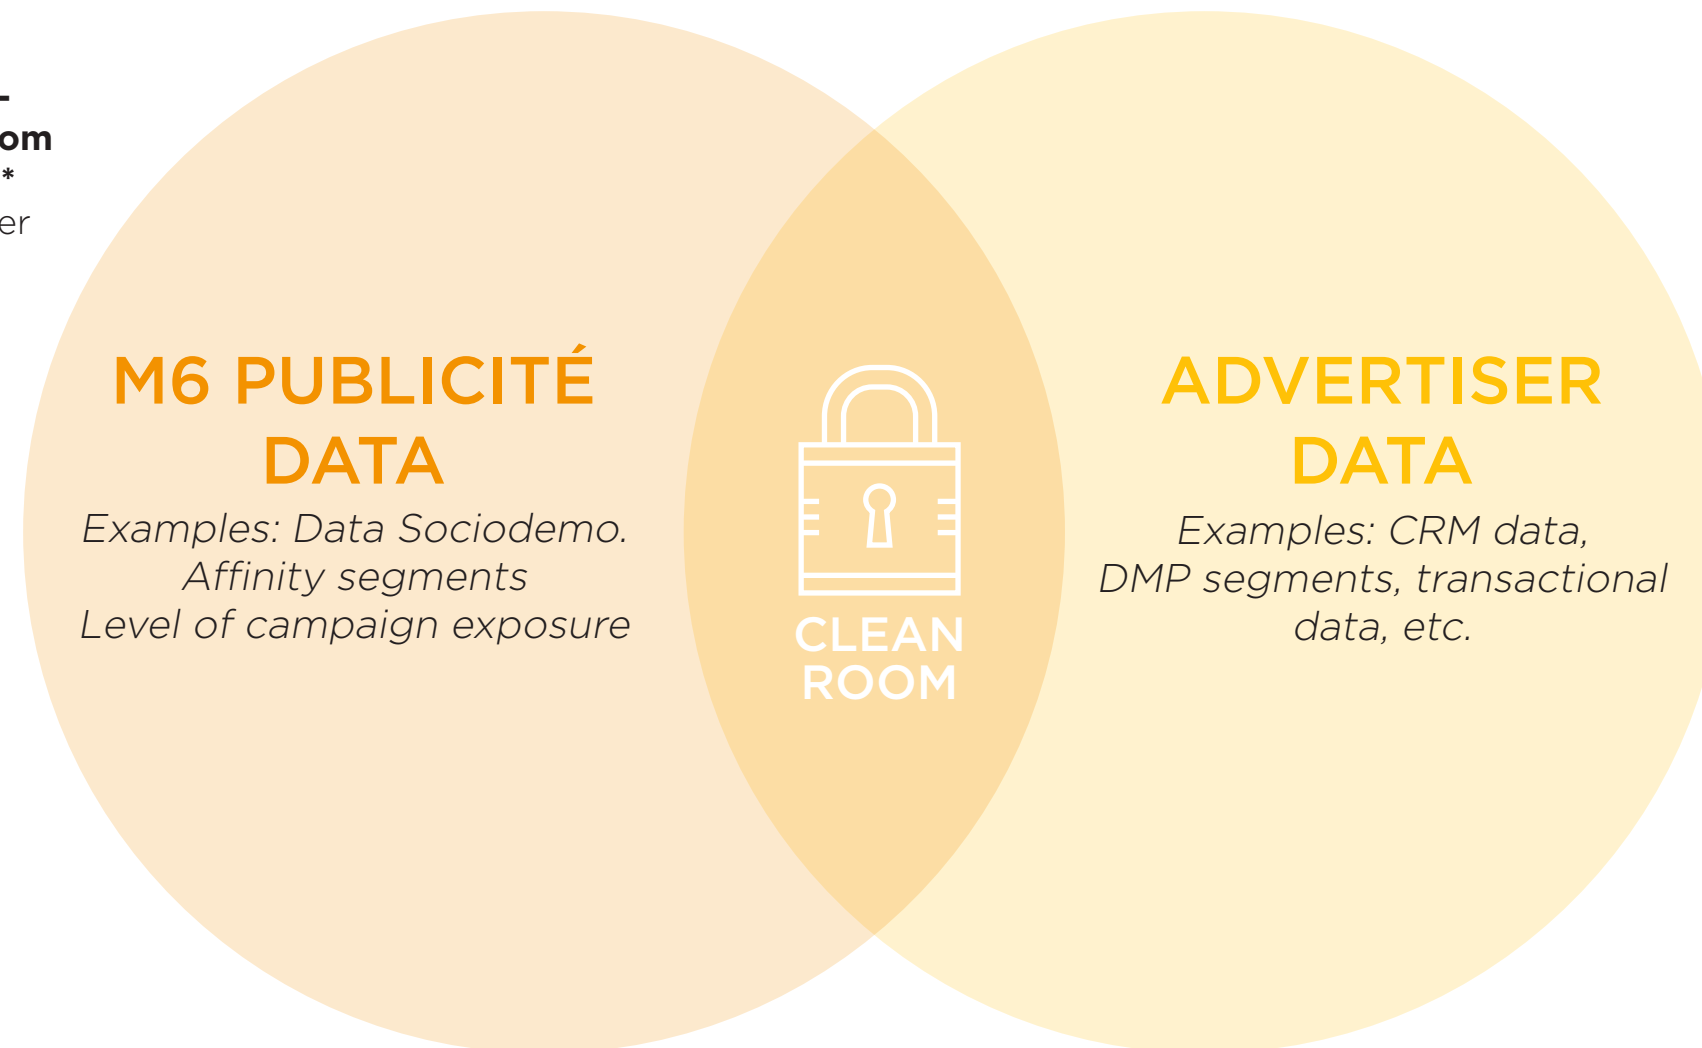 M6 PUBLICITÉ
DATA
Examples: Data Sociodemo.
Affinity segments
Level of campaign exposure
CLEAN
ROOM
ADVERTISER
DATA
Examples: CRM data,
DMP segments, transactional
data, etc.